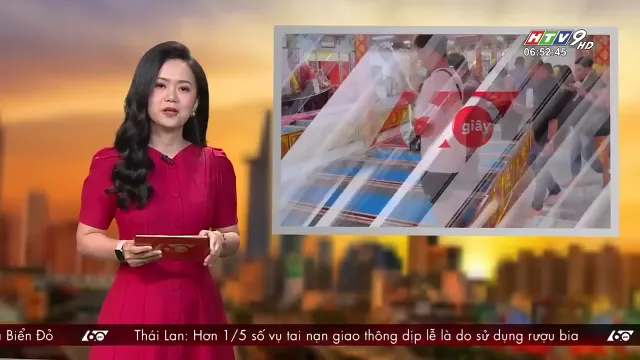 HTV9 HD
06:52:45
giây
Biển Đỏ
60 Thái Lan: Hơn 1/5 số vụ tai nạn giao thông dịp lễ là do sử dụng rượu bia 60